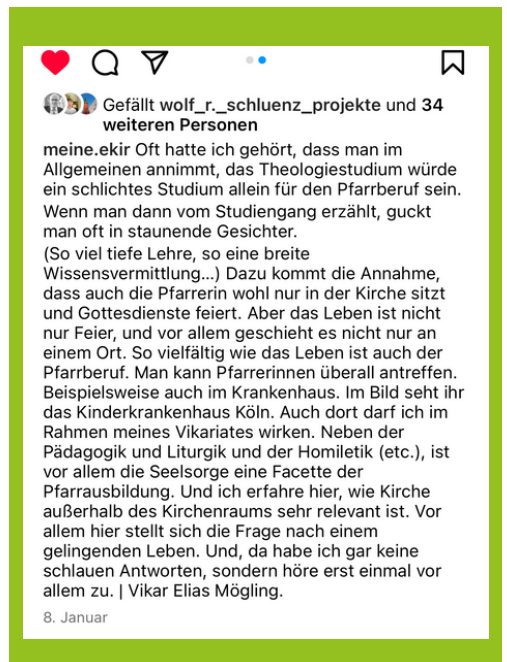 Gefällt wolf_r._schluenz_projekte und 34
weiteren Personen
meine.ekir Oft hatte ich gehört, dass man im
Allgemeinen annimmt, das Theologiestudium würde
ein schlichtes Studium allein für den Pfarrberuf sein.
Wenn man dann vom Studiengang erzählt, guckt
man oft in staunende Gesichter.
(So viel tiefe Lehre, so eine breite
Wissensvermittlung...) Dazu kommt die Annahme,
dass auch die Pfarrerin wohl nur in der Kirche sitzt
und Gottesdienste feiert. Aber das Leben ist nicht
nur Feier, und vor allem geschieht es nicht nur an
einem Ort. So vielfältig wie das Leben ist auch der
Pfarrberuf. Man kann Pfarrerinnen überall antreffen.
Beispielsweise auch im Krankenhaus. Im Bild seht ihr
das Kinderkrankenhaus Köln. Auch dort darf ich im
Rahmen meines Vikariates wirken. Neben der
Pädagogik und Liturgik und der Homiletik (etc.), ist
vor allem die Seelsorge eine Facette der
Pfarrausbildung. Und ich erfahre hier, wie Kirche
außerhalb des Kirchenraums sehr relevant ist. Vor
allem hier stellt sich die Frage nach einem
gelingenden Leben. Und, da habe ich gar keine
schlauen Antworten, sondern höre erst einmal vor
allem zu. | Vikar Elias Mögling.
8. Januar